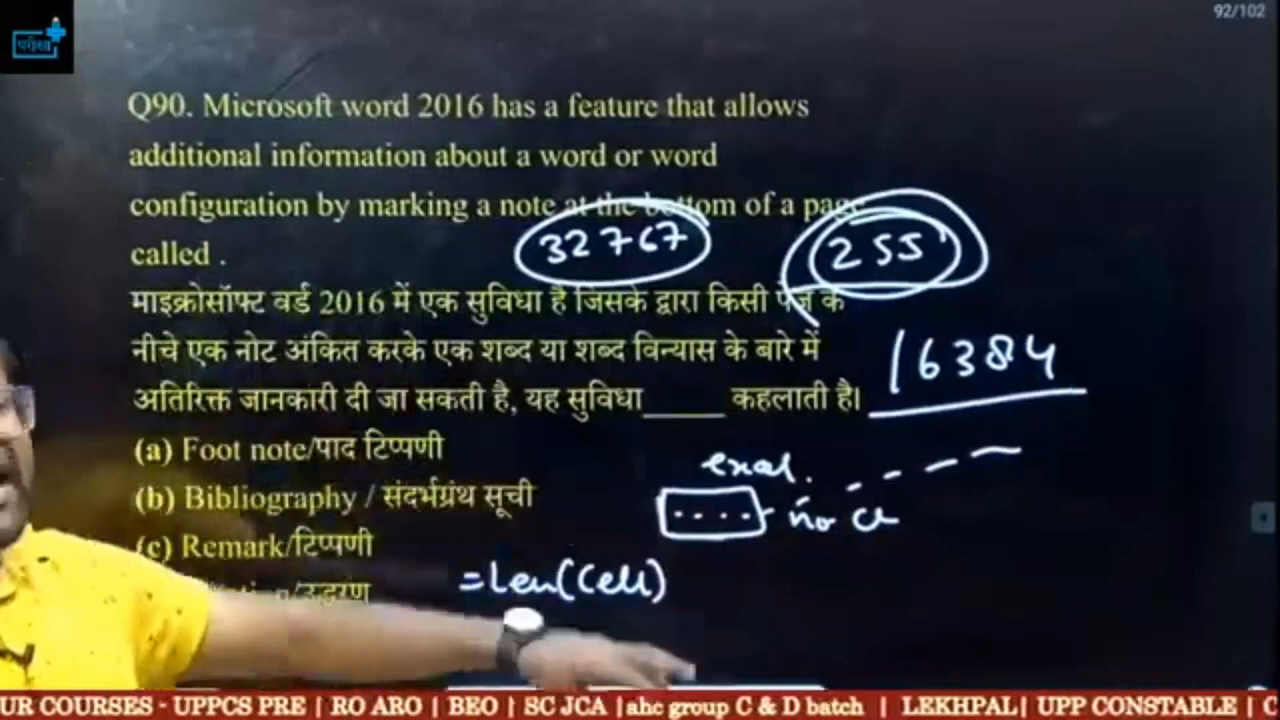 परीक्षा
92/102
Q90. Microsoft word 2016 has a feature that allows
additional information about a word or word
configuration by marking a note at the bottom of a page
called .
32767
255
माइक्रोसॉफ्ट वर्ड 2016 में एक सुविधा है जिसके द्वारा किसी पेज के
नीचे एक नोट अंकित करके एक शब्द या शब्द विन्यास के बारे में
16384
अतिरिक्त जानकारी दी जा सकती है, यह सुविधा_____ कहलाती है।
(a) Foot note/पाद टिप्पणी
(b) Bibliography / संदर्भग्रंथ सूची
no
(c) Remark/टिप्पणी
/उद्धरण
=Len(Cell)
UR COURSES - UPPCS PRE | RO ARO | BEO | SC JCA |ahc group C & D batch | LEKHPAL| UPP CONSTABLE | C